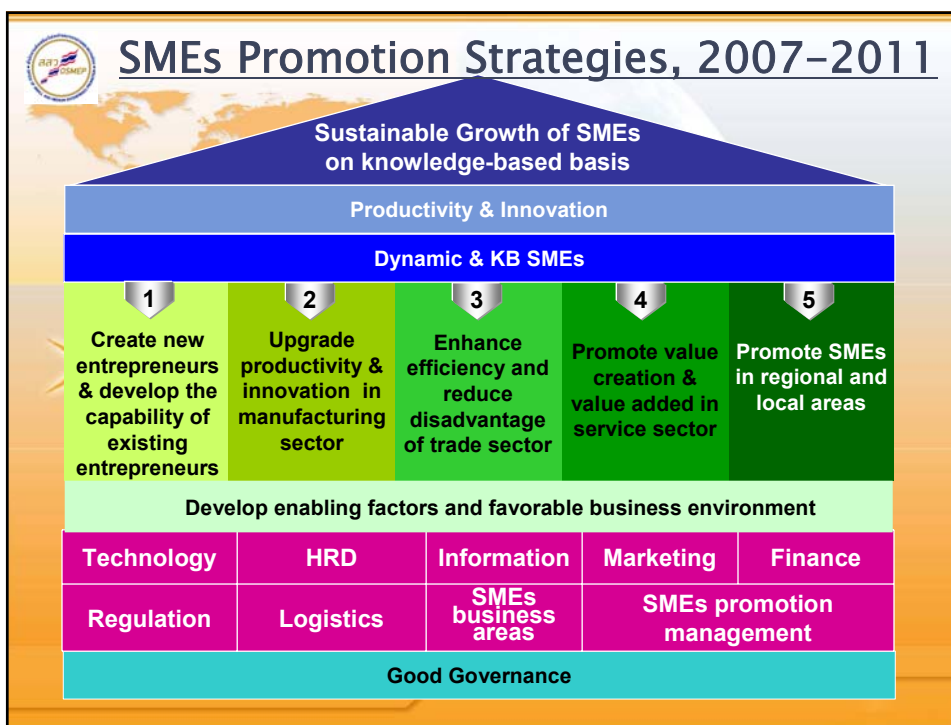 สสว
OSMEP
SMEs Promotion Strategies, 2007-2011
Sustainable Growth of SMEs
on knowledge-based basis
Productivity & Innovation
Dynamic & KB SMEs
1
Create new
entrepreneurs
& develop the
capability of
existing
entrepreneurs
2
Upgrade
productivity &
innovation in
manufacturing
sector
3
Enhance
efficiency and
reduce
disadvantage
of trade sector
4
Promote value
creation &
value added in
service sector
5
Promote SMEs
in regional and
local areas
Develop enabling factors and favorable business environment
Technology
HRD
Information
Marketing
Finance
Regulation
Logistics
SMEs
business
areas
SMEs promotion
management
Good Governance